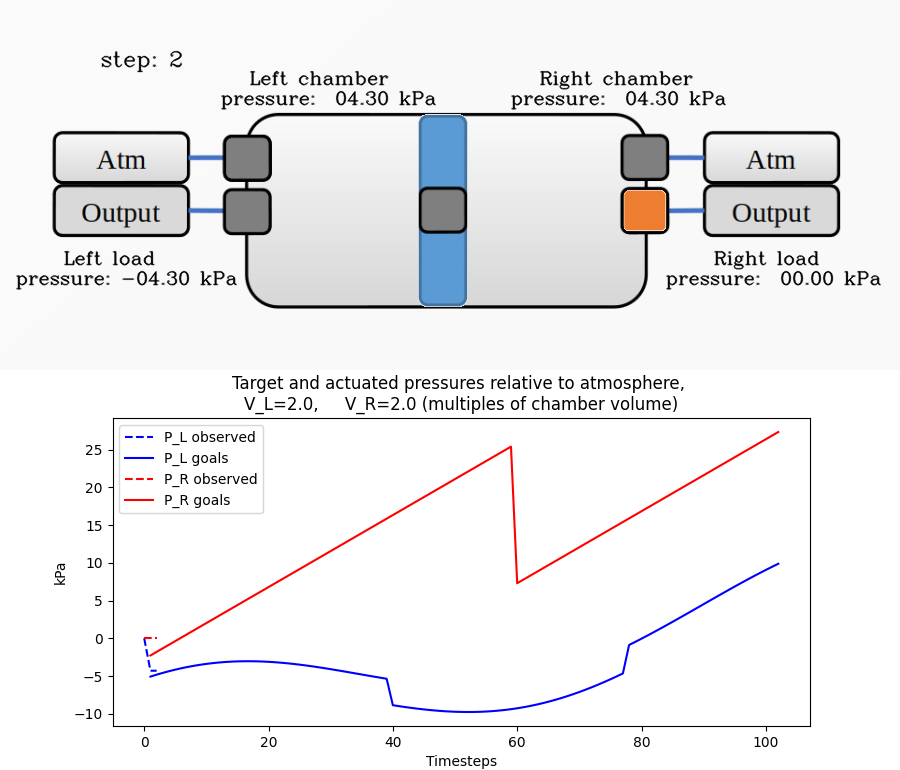 step: 2
Left chamber
pressure: 04.30 kPa
Right chamber
pressure: 04.30 kPa
Atm
Output
Atm
Output
Left load
pressure: −04.30 kPa
Right load
pressure: 00.00 kPa
Target and actuated pressures relative to atmosphere,
V_L=2.0, V_R=2.0 (multiples of chamber volume)
P_L observed
P_L goals
P_R observed
P_R goals
25
20
15
10
5
0
−5
−10
kPa
0 20 40 60 80 100
Timesteps